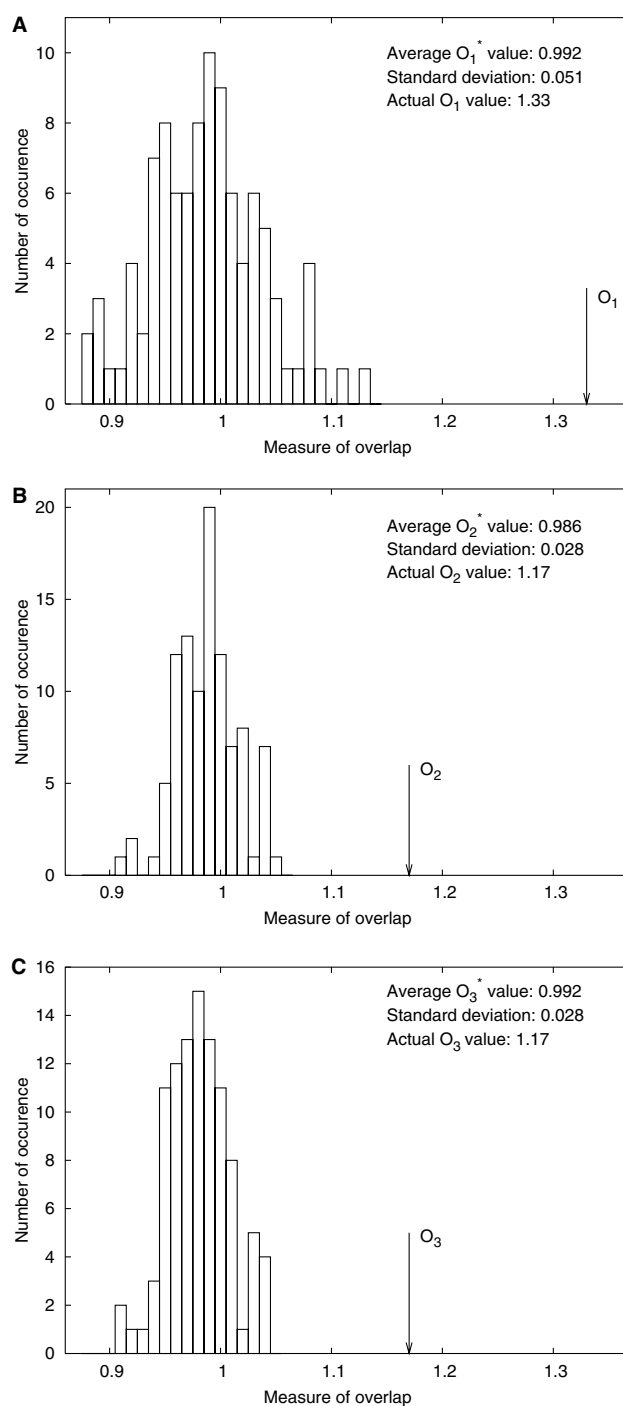 A
Average O1* value: 0.992
Standard deviation: 0.051
Actual O1 value: 1.33
10
8
6
4
2
0
Number of occurence
O1
0.9 1 1.1 1.2 1.3
Measure of overlap
B
Average O2* value: 0.986
Standard deviation: 0.028
Actual O2 value: 1.17
20
15
10
5
0
Number of occurence
O2
0.9 1 1.1 1.2 1.3
Measure of overlap
C
Average O3* value: 0.992
Standard deviation: 0.028
Actual O3 value: 1.17
16
14
12
10
8
6
4
2
0
Number of occurence
O3
0.9 1 1.1 1.2 1.3
Measure of overlap